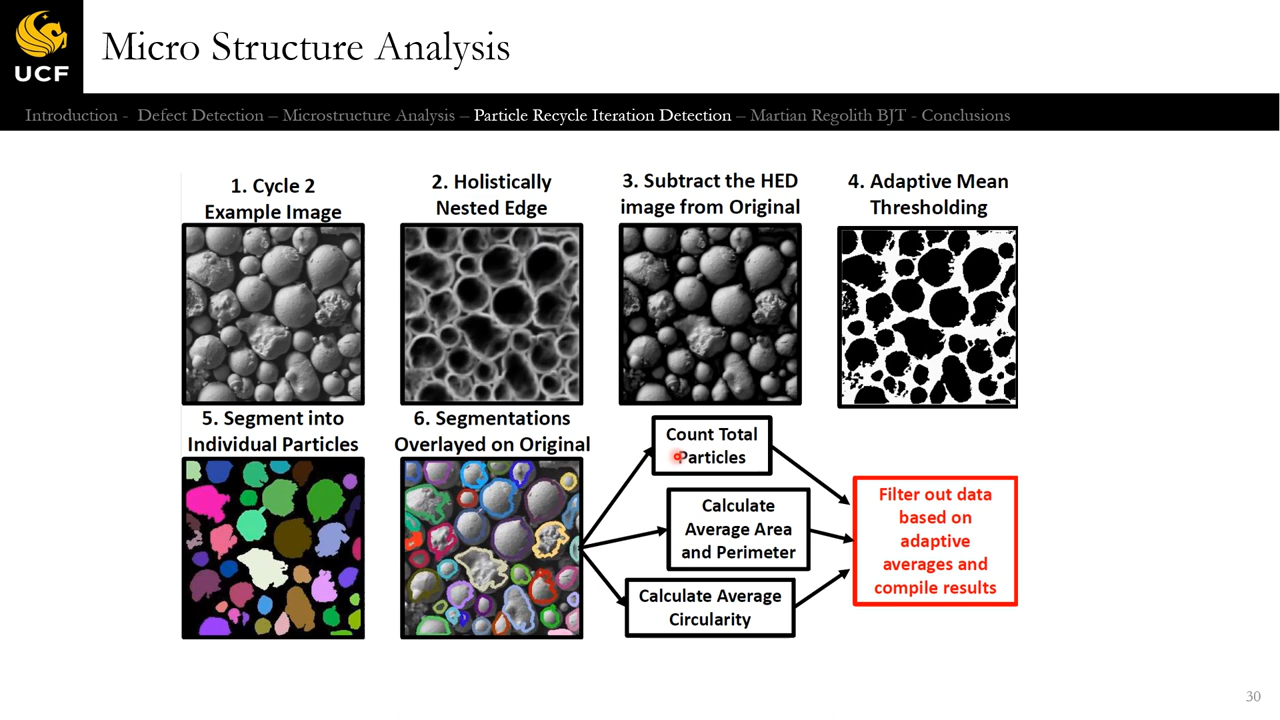 UCF
Micro Structure Analysis
Introduction - Defect Detection – Microstructure Analysis – Particle Recycle Iteration Detection – Martian Regolith BJT - Conclusions
1. Cycle 2
Example Image
2. Holistically
Nested Edge
3. Subtract the HED
image from Original
4. Adaptive Mean
Thresholding
5. Segment into
Individual Particles
6. Segmentations
Overlayed on Original
Count Total
Particles
Calculate
Average Area
and Perimeter
Calculate Average
Circularity
Filter out data
based on
adaptive
averages and
compile results
30